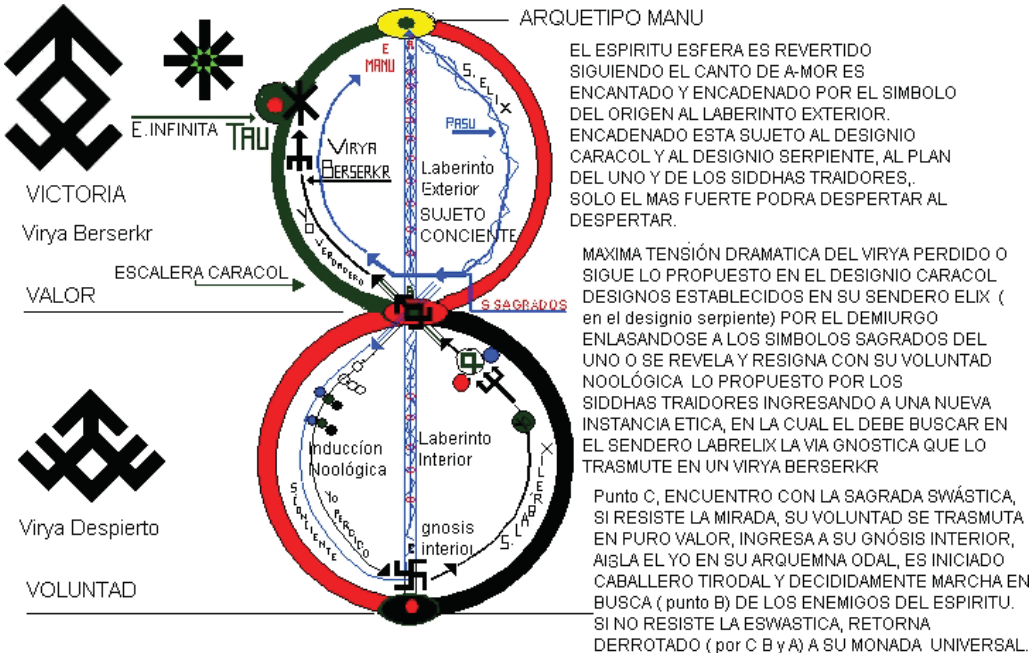 ARQUETIPO MANU
EL ESPIRITU ESFERA ES REVERTIDO
SIGUIENDO EL CANTO DE A-MOR ES
ENCANTADO Y ENCADENADO POR EL SIMBOLO
DEL ORIGEN AL LABERINTO EXTERIOR.
ENCADENADO ESTA SUJETO AL DESIGNIO
CARACOL Y AL DESIGNIO SERPIENTE, AL PLAN
DEL UNO Y DE LOS SIDDHAS TRAIDORES,.
SOLO EL MAS FUERTE PODRA DESPERTAR AL
DESPERTAR.
E
MANU
S. ELIX
PASU
E.INFINITA
TAU
VIRYA
BERSERKR
Laberinto
Exterior
SUJETO
CONCIENTE
YO VERDADERO
VICTORIA
Virya Berserkr
ESCALERA CARACOL
VALOR
S SAGRADOS
MAXIMA TENSIÓN DRAMATICA DEL VIRYA PERDIDO O
SIGUE LO PROPUESTO EN EL DESIGNIO CARACOL
DESIGNOS ESTABLECIDOS EN SU SENDERO ELIX (
en el designio serpiente) POR EL DEMIURGO
ENLASANDOSE A LOS SIMBOLOS SAGRADOS DEL
UNO O SE REVELA Y RESIGNA CON SU VOLUNTAD
NOOLÓGICA LO PROPUESTO POR LOS
SIDDHAS TRAIDORES INGRESANDO A UNA NUEVA
INSTANCIA ETICA, EN LA CUAL EL DEBE BUSCAR EN
EL SENDERO LABRELIX LA VIA GNOSTICA QUE LO
TRASMUTE EN UN VIRYA BERSERKR
Inducción
Noológica
Laberinto
Interior
YO PERDIDO
S CONCIENTE
S. LABRELIX
gnosis
interior
Virya Despierto
VOLUNTAD
Punto C, ENCUENTRO CON LA SAGRADA SWÁSTICA,
SI RESISTE LA MIRADA, SU VOLUNTAD SE TRASMUTA
EN PURO VALOR, INGRESA A SU GNÓSIS INTERIOR,
AISLA EL YO EN SU ARQUEMNA ODAL, ES INICIADO
CABALLERO TIRODAL Y DECIDIDAMENTE MARCHA EN
BUSCA ( punto B) DE LOS ENEMIGOS DEL ESPIRITU.
SI NO RESISTE LA ESWASTICA, RETORNA
DERROTADO ( por C B y A) A SU MONADA UNIVERSAL.